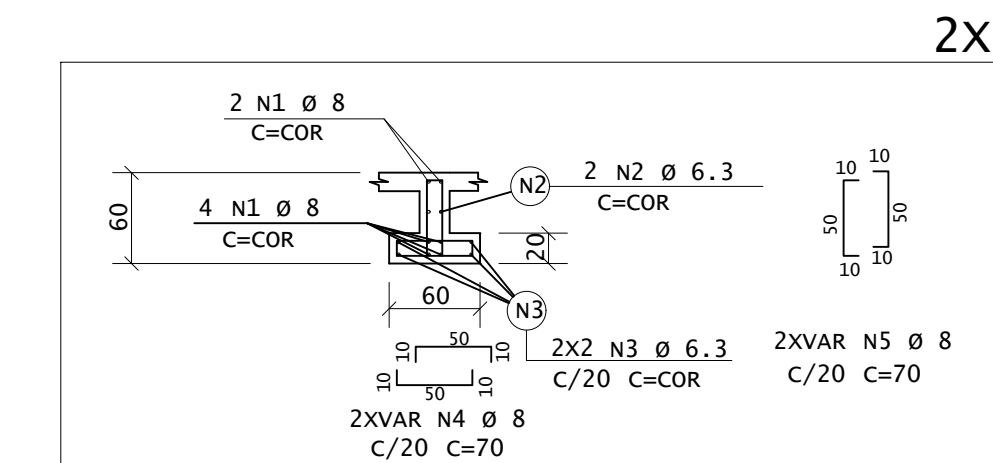 2X
2 N1 Ø 8
C=COR
N2
2 N2 Ø 6.3
C=COR
60
4 N1 Ø 8
C=COR
20
60
N3
2X2 N3 Ø 6.3
C/20 C=COR
10
50
10
10
50
10
2XVAR N4 Ø 8
C/20 C=70
10
10
50
50
10
10
2XVAR N5 Ø 8
C/20 C=70